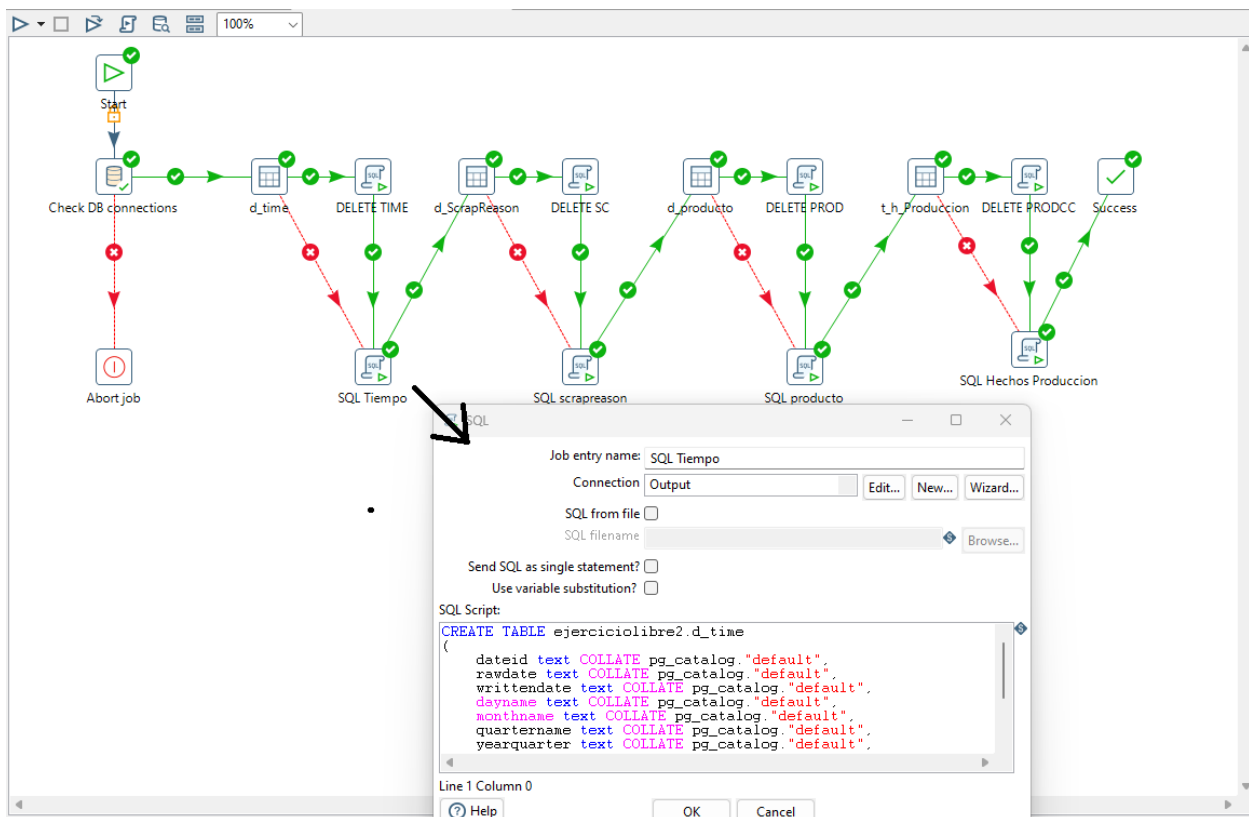 100%
Start
Check DB connections
d_time
DELETE TIME
d_ScrapReason
DELETE SC
d_producto
DELETE PROD
t_h_Produccion
DELETE PRODCC
Success
Abort job
SQL Tiempo
SQL scrapreason
SQL producto
SQL Hechos Produccion
SQL
Job entry name: SQL Tiempo
Connection Output Edit... New... Wizard...
SQL from file
SQL filename Browse...
Send SQL as single statement?
Use variable substitution?
SQL Script:
CREATE TABLE ejerciciolibre2.d_time
(
dateid text COLLATE pg_catalog."default",
rawdate text COLLATE pg_catalog."default",
writtendate text COLLATE pg_catalog."default",
dayname text COLLATE pg_catalog."default",
monthname text COLLATE pg_catalog."default",
quartername text COLLATE pg_catalog."default",
yearquarter text COLLATE pg_catalog."default",
Line 1 Column 0
Help OK Cancel